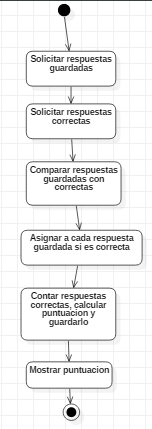 Solicitar respuestas
guardadas
Solicitar respuestas
correctas
Comparar respuestas
guardadas con
correctas
Asignar a cada respuesta
guardada si es correcta
Contar respuestas
correctas, calcular
puntuacion y
guardarlo
Mostrar puntuacion